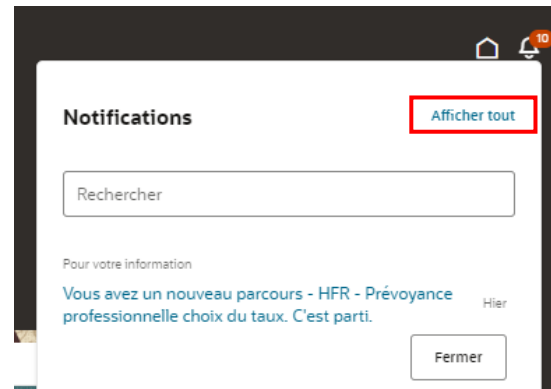 10
Notifications
Afficher tout
Rechercher
Pour votre information
Vous avez un nouveau parcours - HFR - Prévoyance
professionnelle choix du taux. C'est parti.
Hier
Fermer